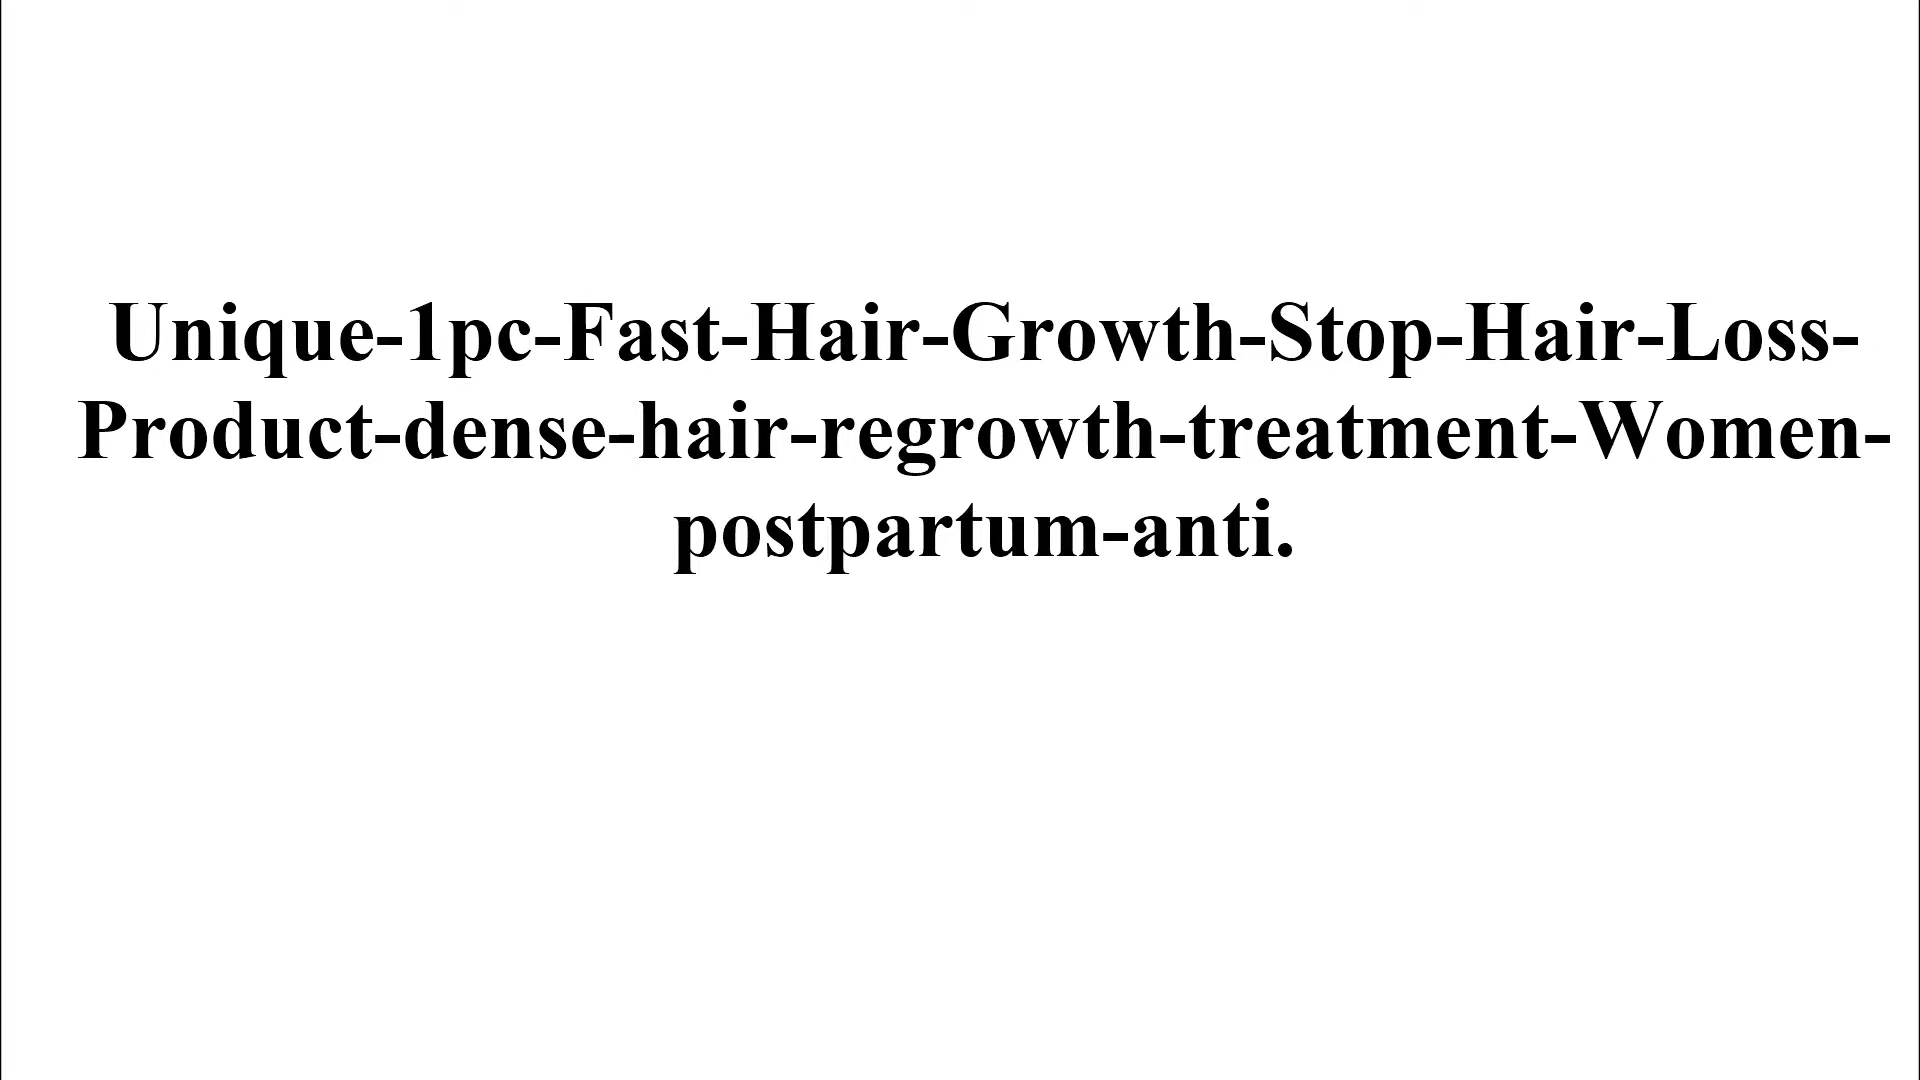 Unique-1pc-Fast-Hair-Growth-Stop-Hair-Loss-
Product-dense-hair-regrowth-treatment-Women-
postpartum-anti.